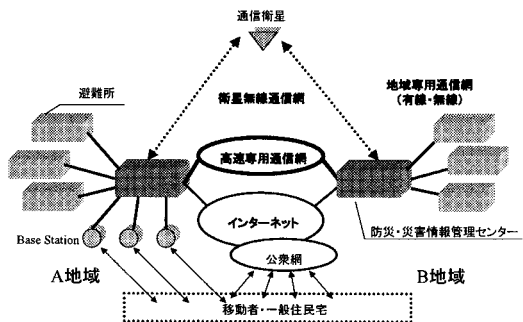 通信衛星
避難所
衛星無線通信網
地域専用通信網
(有線・無線)
高速専用通信網
インターネット
防災・災害情報管理センター
Base Station
公衆網
A地域
B地域
移動者・一般住民宅